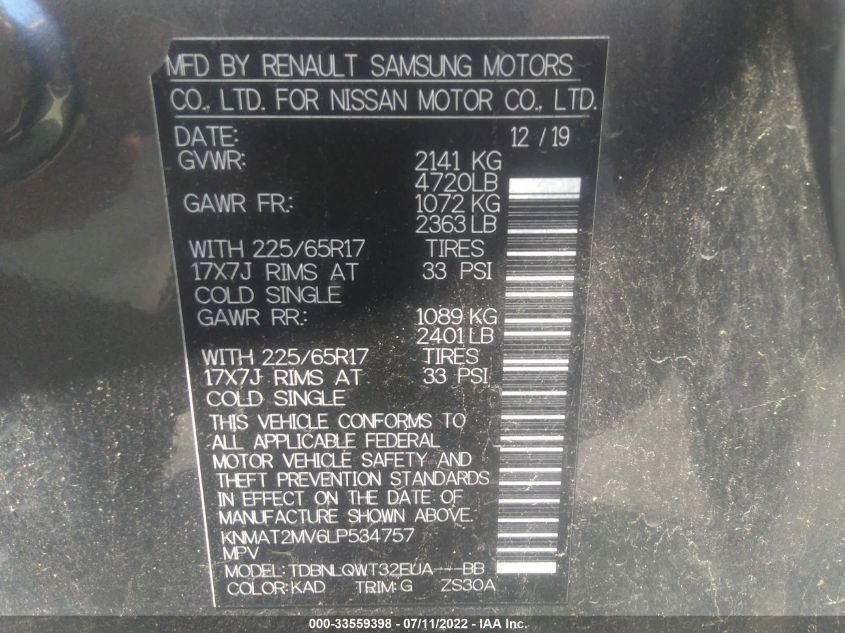 MFD BY RENAULT SAMSUNG MOTORS
CO., LTD. FOR NISSAN MOTOR CO., LTD.
DATE: 12 / 19
GVWR: 2141 KG
4720LB
GAWR FR.: 1072 KG
2363 LB
WITH 225/65R17 TIRES
17X7J RIMS AT 33 PSI
COLD SINGLE
GAWR RR.: 1089 KG
2401 LB
WITH 225/65R17 TIRES
17X7J RIMS AT 33 PSI
COLD SINGLE
THIS VEHICLE CONFORMS TO
ALL APPLICABLE FEDERAL
MOTOR VEHICLE SAFETY AND
THEFT PREVENTION STANDARDS
IN EFFECT ON THE DATE OF
MANUFACTURE SHOWN ABOVE.
KNMAT2MV6LP534757
MPV
MODEL: TDBNLQWT32EUA---BB
COLOR: KAD TRIM: G ZS30A
000-33559398 - 07/11/2022 - IAA Inc.